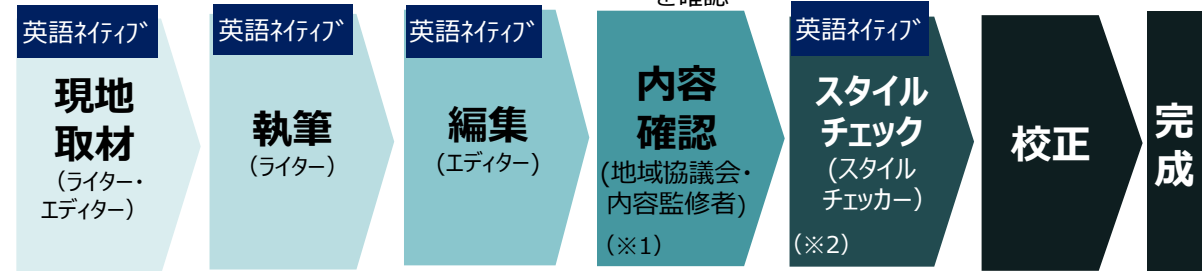 英語ﾈｲﾃｨﾌﾞ
現地
取材
（ライター・
エディター）
英語ﾈｲﾃｨﾌﾞ
執筆
（ライター）
英語ﾈｲﾃｨﾌﾞ
編集
（エディター）
内容
確認
(地域協議会・
内容監修者)
（※1）
英語ﾈｲﾃｨﾌﾞ
スタイル
チェック
（スタイル
チェッカー）
（※2）
校正
完
成